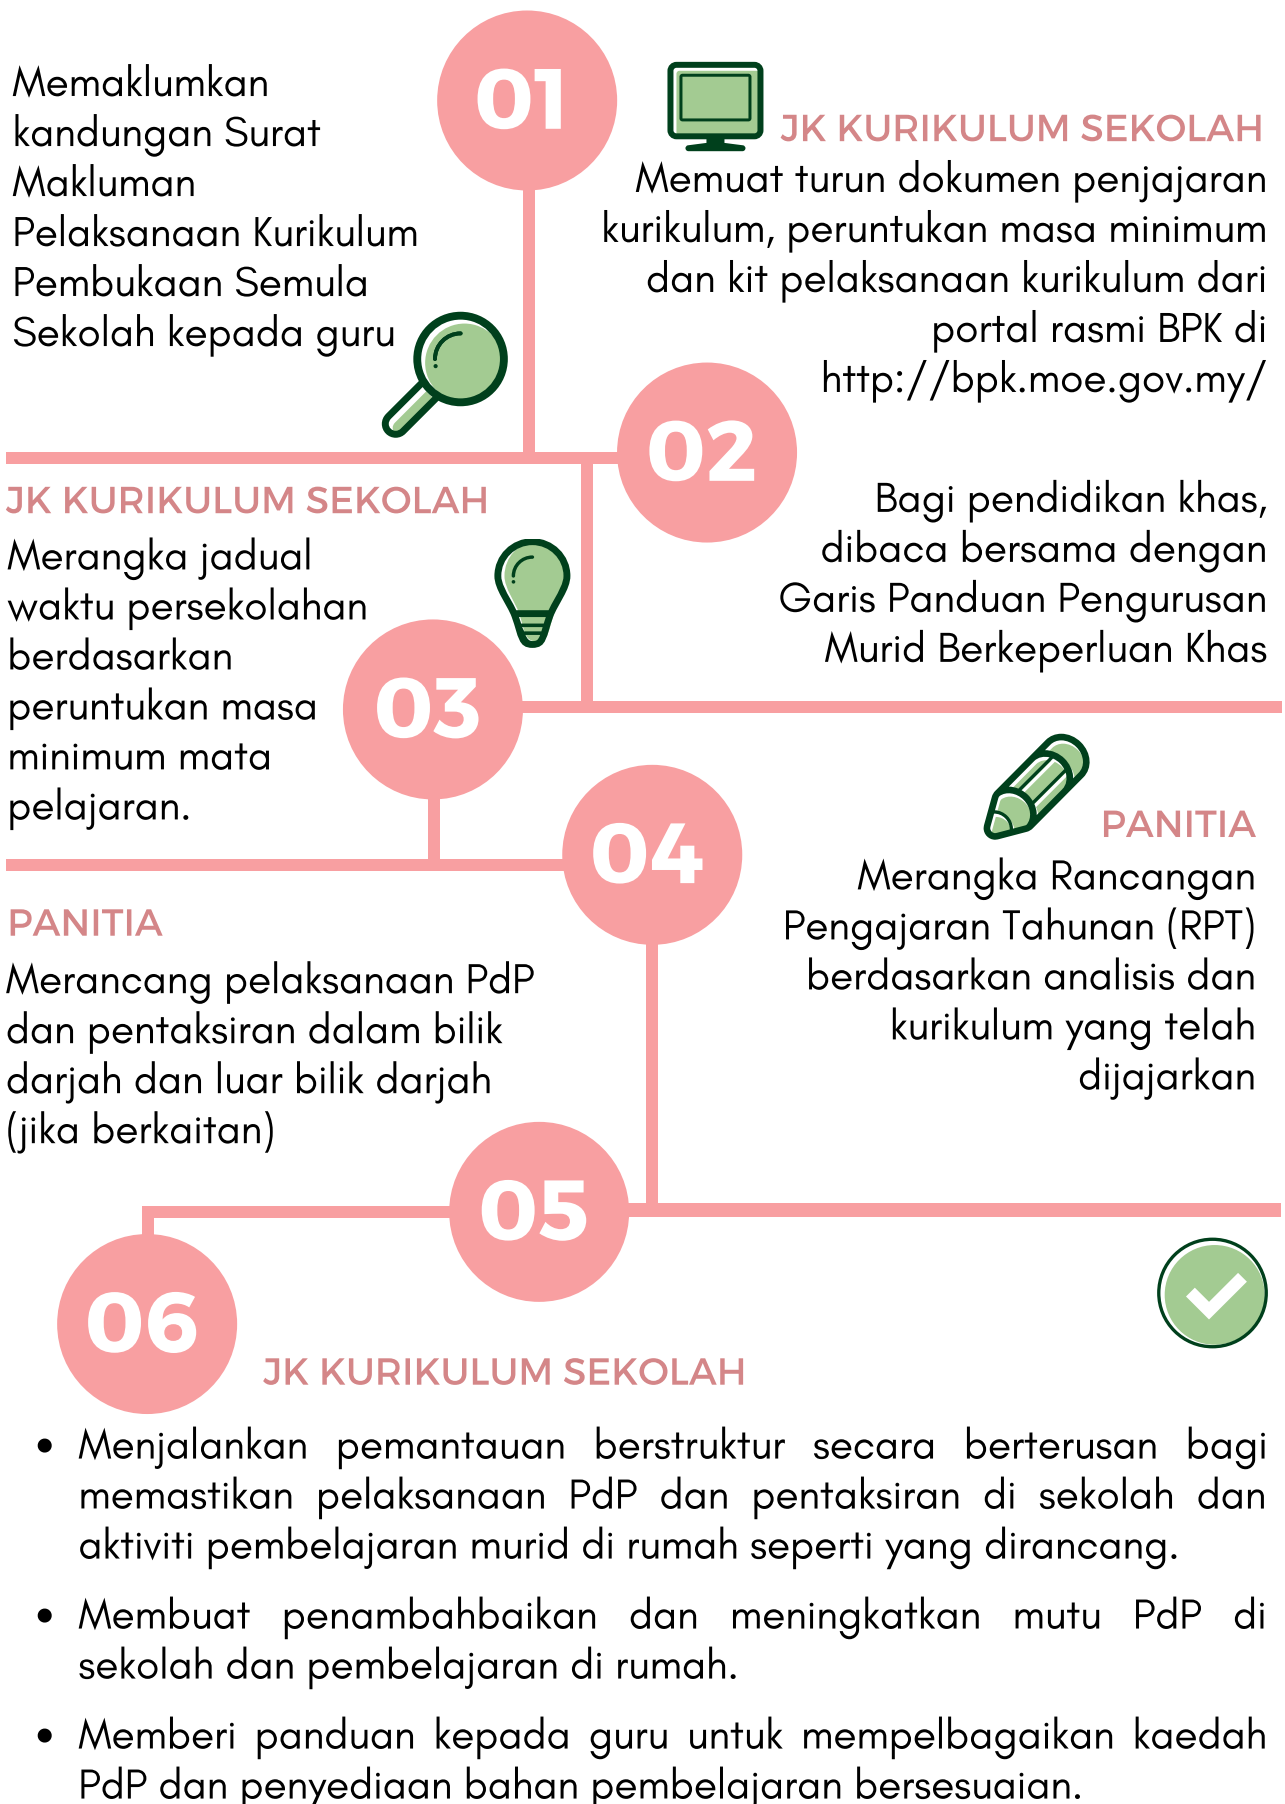 01
Memaklumkan
kandungan Surat
Makluman
Pelaksanaan Kurikulum
Pembukaan Semula
Sekolah kepada guru
JK KURIKULUM SEKOLAH
Memuat turun dokumen penjajaran
kurikulum, peruntukan masa minimum
dan kit pelaksanaan kurikulum dari
portal rasmi BPK di
http://bpk.moe.gov.my/
02
Bagi pendidikan khas,
dibaca bersama dengan
Garis Panduan Pengurusan
Murid Berkeperluan Khas
JK KURIKULUM SEKOLAH
Merangka jadual
waktu persekolahan
berdasarkan
peruntukan masa
minimum mata
pelajaran.
03
04
PANITIA
Merangka Rancangan
Pengajaran Tahunan (RPT)
berdasarkan analisis dan
kurikulum yang telah
dijajarkan
PANITIA
Merancang pelaksanaan PdP
dan pentaksiran dalam bilik
darjah dan luar bilik darjah
(jika berkaitan)
05
06
JK KURIKULUM SEKOLAH
• Menjalankan pemantauan berstruktur secara berterusan bagi
memastikan pelaksanaan PdP dan pentaksiran di sekolah dan
aktiviti pembelajaran murid di rumah seperti yang dirancang.
• Membuat penambahbaikan dan meningkatkan mutu PdP di
sekolah dan pembelajaran di rumah.
• Memberi panduan kepada guru untuk mempelbagaikan kaedah
PdP dan penyediaan bahan pembelajaran bersesuaian.